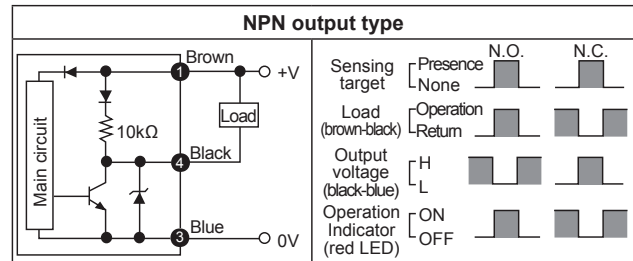 NPN output type
Main circuit
10kΩ
1
Brown
+V
Load
4
Black
3
Blue
0V
N.O.
N.C.
Sensing
target
Presence
None
Load
(brown-black)
Operation
Return
Output
voltage
(black-blue)
H
L
Operation
Indicator
(red LED)
ON
OFF